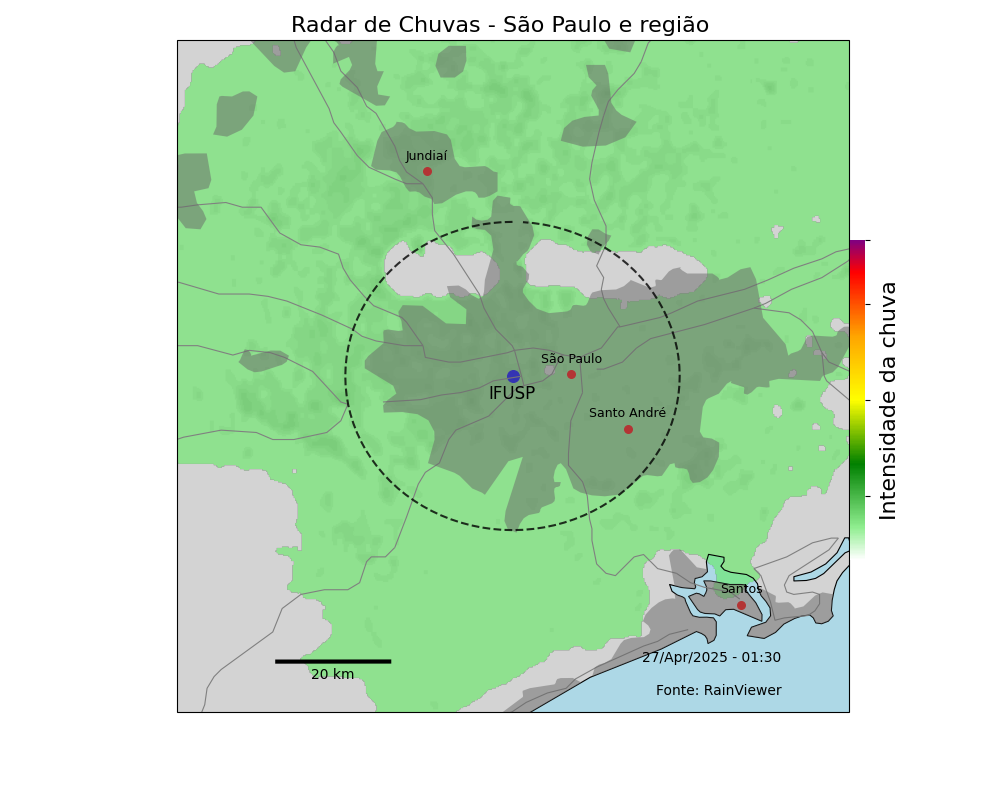 Radar de Chuvas - São Paulo e região
Jundiaí
São Paulo
IFUSP
Santo André
Intensidade da chuva
Santos
27/Apr/2025 - 01:30
20 km
Fonte: RainViewer